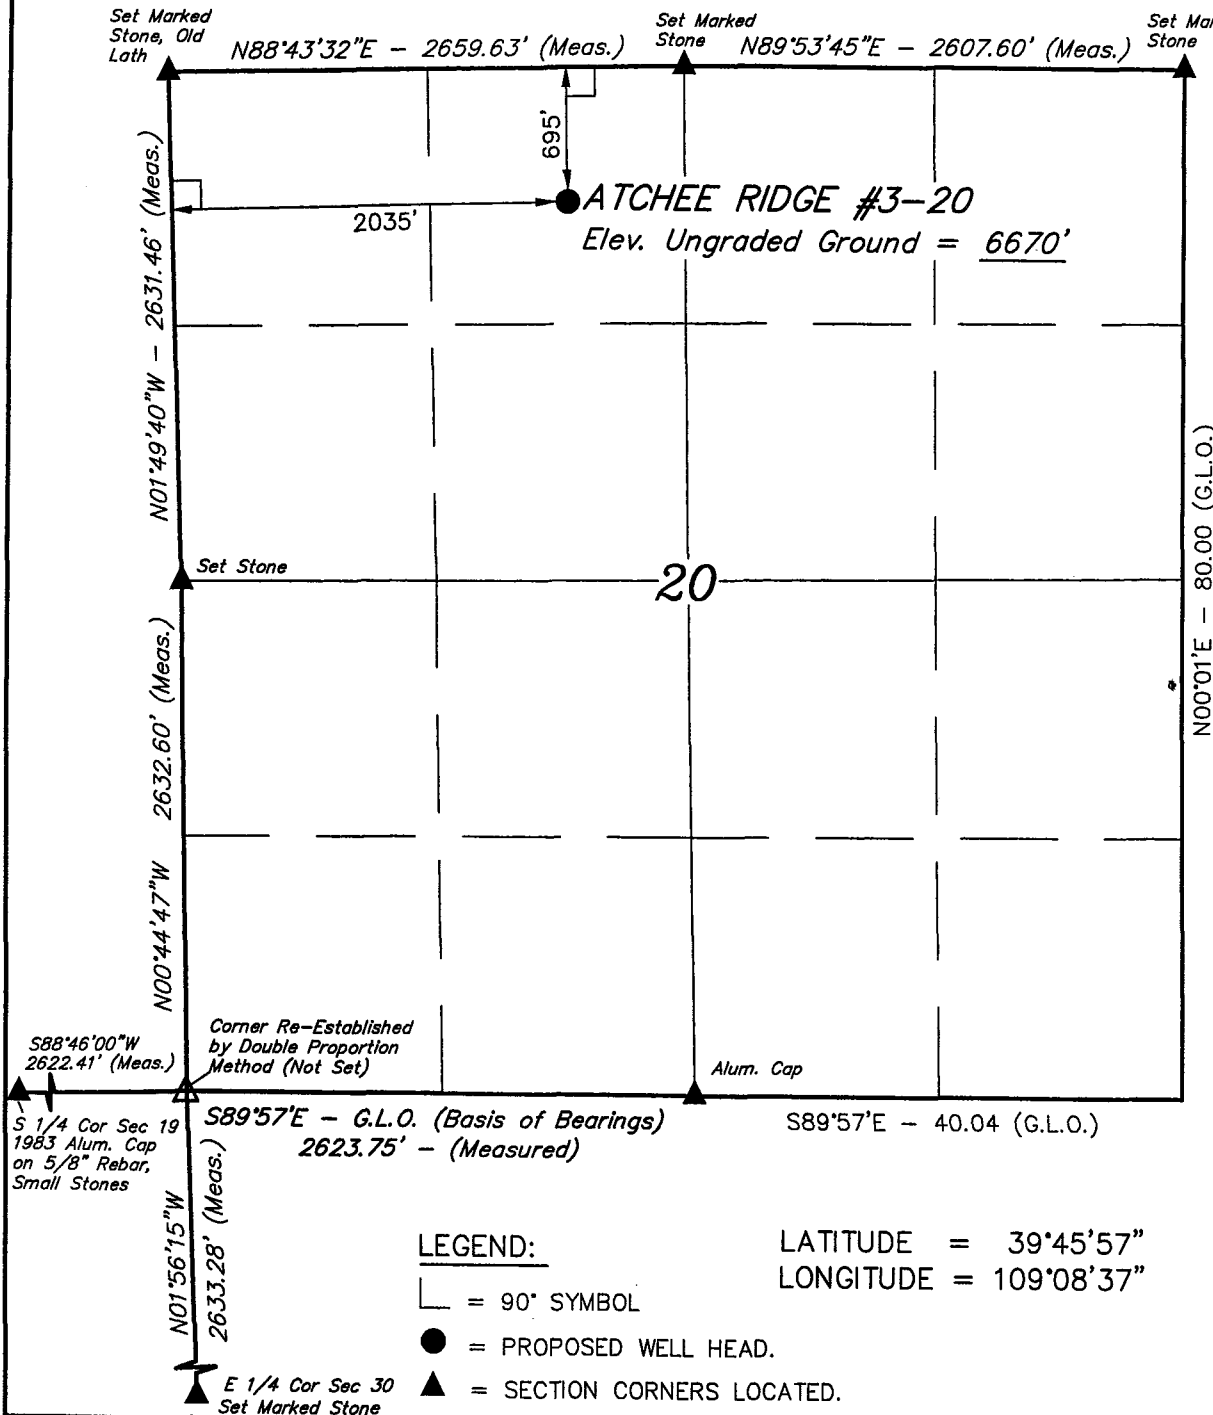 Set Marked
Stone, Old
Lath
N88°43'32"E - 2659.63' (Meas.)
Set Marked
Stone
N89°53'45"E - 2607.60' (Meas.)
Set Mar
Stone
695'
2035'
ATCHEE RIDGE #3-20
Elev. Ungraded Ground = 6670'
N01°49'40"W - 2631.46' (Meas.)
Set Stone
20
N00°01'E - 80.00 (G.L.O.)
N00°44'47"W 2632.60' (Meas.)
S88°46'00"W
2622.41' (Meas.)
Corner Re-Established
by Double Proportion
Method (Not Set)
Alum. Cap
S 1/4 Cor Sec 19
1983 Alum. Cap
on 5/8" Rebar,
Small Stones
S89°57'E - G.L.O. (Basis of Bearings)
2623.75' - (Measured)
S89°57'E - 40.04 (G.L.O.)
N01°56'15"W
2633.28' (Meas.)
E 1/4 Cor Sec 30
Set Marked Stone
LEGEND:
= 90° SYMBOL
= PROPOSED WELL HEAD.
= SECTION CORNERS LOCATED.
LATITUDE = 39°45'57"
LONGITUDE = 109°08'37"